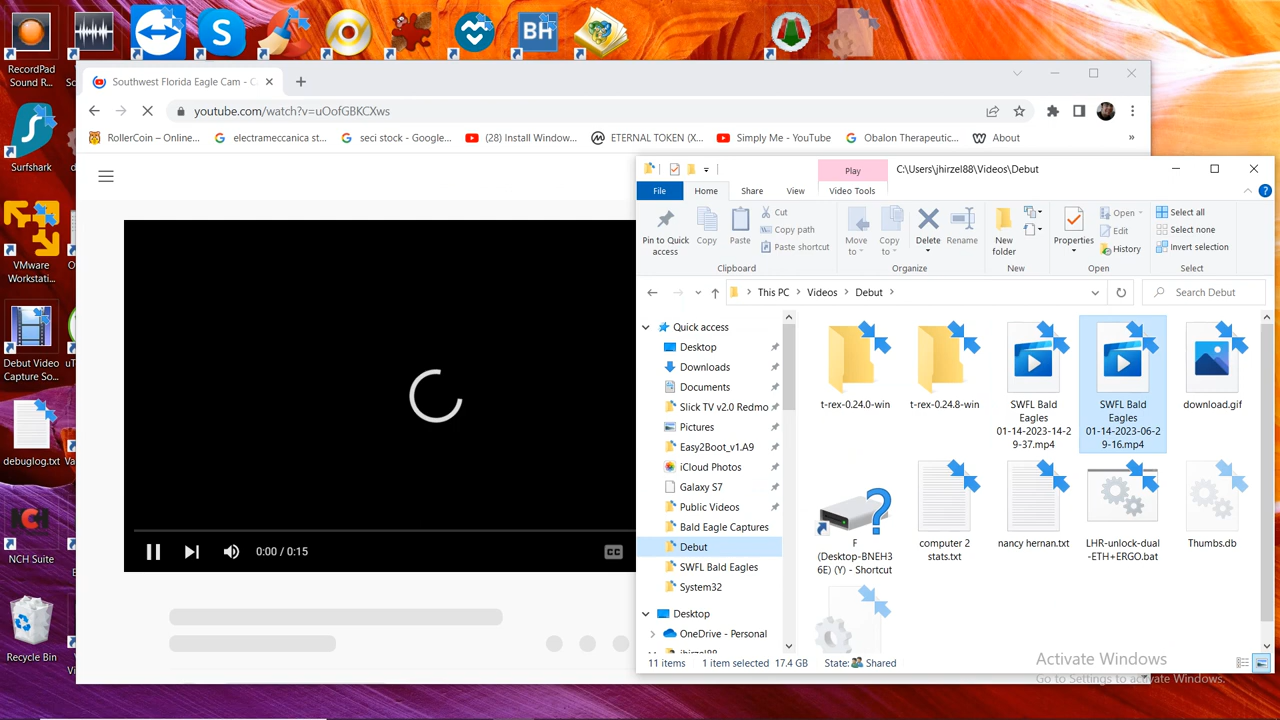 RecordPad
Sound R...
Surfshark
VMware
Workstati...
Debut Video
Capture So...
debuglog.txt
NCH Suite
Recycle Bin
BH
Southwest Florida Eagle Cam - C
youtube.com/watch?v=uOofGBKCXws
RollerCoin – Online...
electrameccanica st...
seci stock - Google...
(28) Install Window...
ETERNAL TOKEN (X...
Simply Me - YouTube
Obalon Therapeutic...
About
»
0:00 / 0:15
CC
Play
C:\Users\jhirzel88\Videos\Debut
File
Home
Share
View
Video Tools
Pin to Quick
access
Copy
Paste
Cut
Copy path
Paste shortcut
Clipboard
Move
to
Copy
to
Delete
Rename
Organize
New
folder
New
Properties
Open
Edit
History
Open
Select all
Select none
Invert selection
Select
This PC > Videos > Debut >
Search Debut
Quick access
Desktop
Downloads
Documents
Slick TV v2.0 Redmo
Pictures
Easy2Boot_v1.A9
iCloud Photos
Galaxy S7
Public Videos
Bald Eagle Captures
Debut
SWFL Bald Eagles
System32
Desktop
OneDrive - Personal
t-rex-0.24.0-win
t-rex-0.24.8-win
SWFL Bald
Eagles
01-14-2023-14-2
9-37.mp4
SWFL Bald
Eagles
01-14-2023-06-2
9-16.mp4
download.gif
F
(Desktop-BNEH3
6E) (Y) - Shortcut
computer 2
stats.txt
nancy hernan.txt
LHR-unlock-dual
-ETH+ERGO.bat
Thumbs.db
11 items
1 item selected 17.4 GB
State: Shared
Activate Windows
Go to Settings to activate Windows.